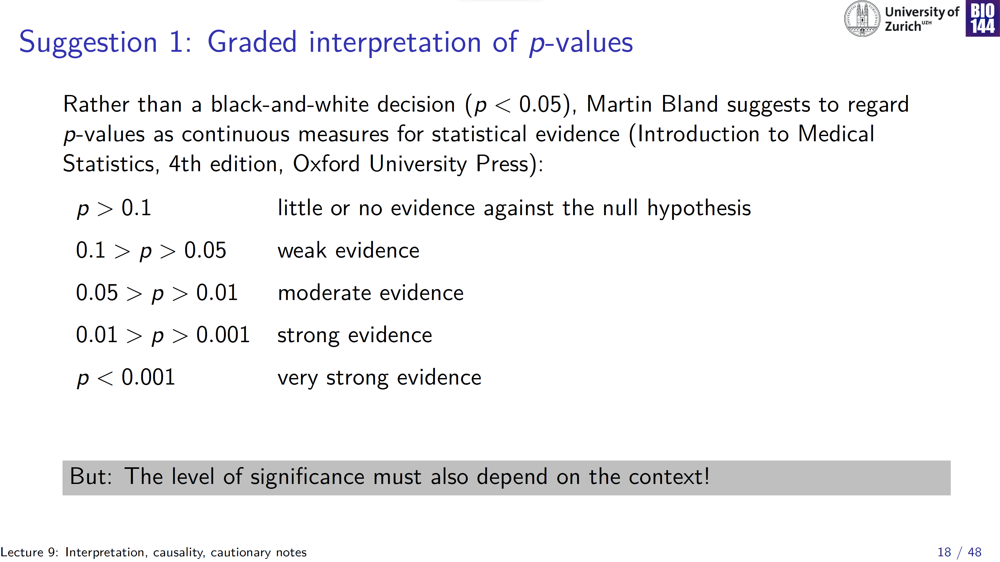 University of
Zurich UZH
BIO
144
Suggestion 1: Graded interpretation of p-values
Rather than a black-and-white decision (p < 0.05), Martin Bland suggests to regard
p-values as continuous measures for statistical evidence (Introduction to Medical
Statistics, 4th edition, Oxford University Press):
p > 0.1 little or no evidence against the null hypothesis
0.1 > p > 0.05 weak evidence
0.05 > p > 0.01 moderate evidence
0.01 > p > 0.001 strong evidence
p < 0.001 very strong evidence
But: The level of significance must also depend on the context!
Lecture 9: Interpretation, causality, cautionary notes
18 / 48